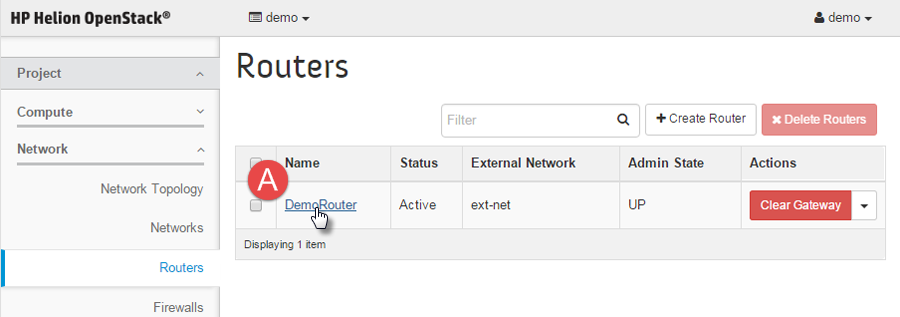 HP Helion OpenStack® demo demo
Project
Compute
Network
Network Topology
Networks
Routers
Firewalls
Routers
Filter Create Router Delete Routers
Name Status External Network Admin State Actions
A
DemoRouter Active ext-net UP Clear Gateway
Displaying 1 item